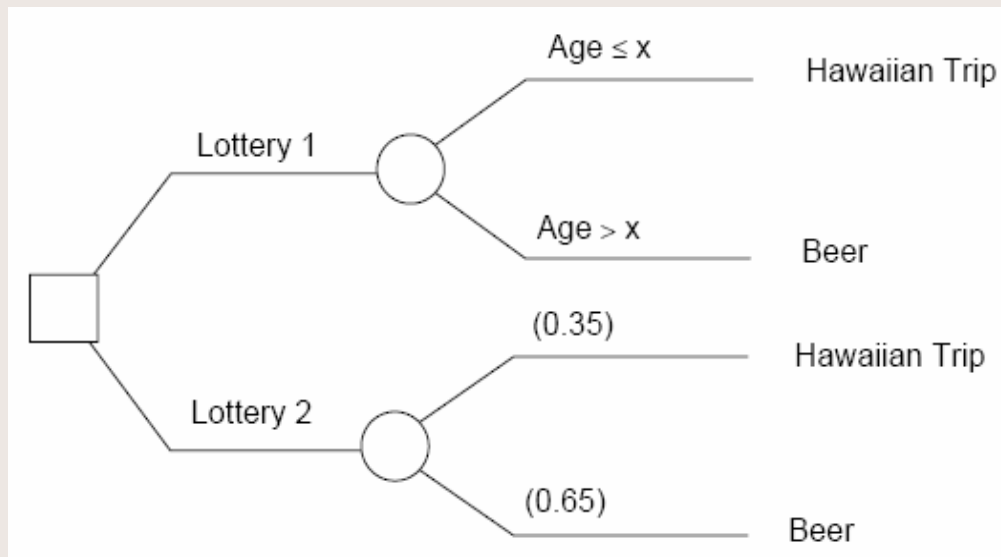 Age ≤ x
Hawaiian Trip
Lottery 1
Age > x
Beer
(0.35)
Hawaiian Trip
Lottery 2
(0.65)
Beer